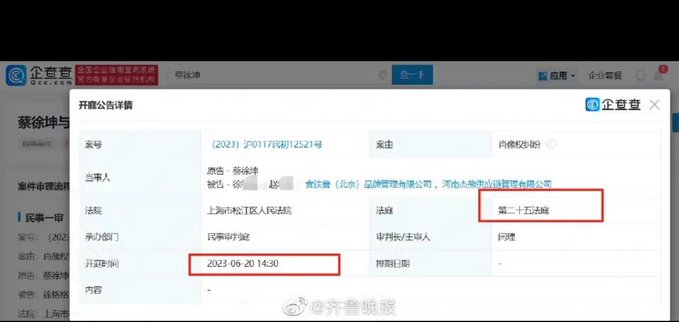 企查查
Qcc.com
全国企业信用查询系统
官方备案企业征信机构
蔡徐坤
查一下
应用
企业套餐
蔡徐坤与
开庭公告详情
企查查
案号
(2023)沪0117民初12521号
案由
肖像权纠纷
当事人
原告 - 蔡徐坤
被告 - 徐 赵 食铁兽（北京）品牌管理有限公司，河南杰熊供应链管理有限公司
案件审理流程
法院
上海市松江区人民法院
法庭
第二十五法庭
民事一审
承办部门
民事审判庭
审判长/主审人
闫理
案号：(202
案由：肖像
开庭时间
2023-06-20 14:30
排期日期
-
原告：蔡徐
被告：徐格格
内容
-
法院：上海市
@齐鲁晚报